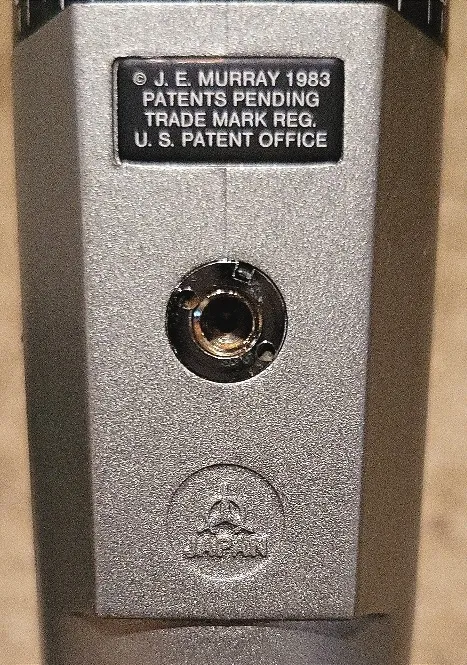 © J. E. MURRAY 1983
PATENTS PENDING
TRADE MARK REG.
U. S. PATENT OFFICE
JAPAN